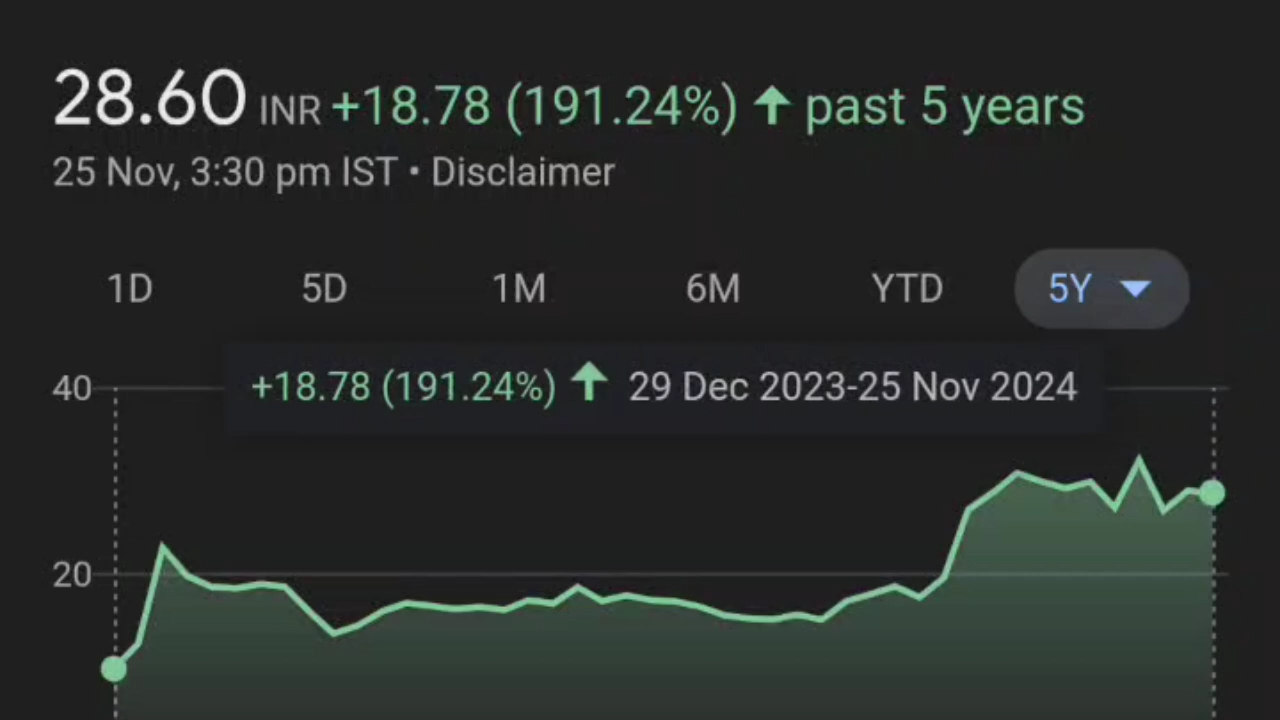 28.60 INR +18.78 (191.24%) ↑ past 5 years
25 Nov, 3:30 pm IST • Disclaimer
1D 5D 1M 6M YTD 5Y
+18.78 (191.24%) ↑ 29 Dec 2023-25 Nov 2024
40
20